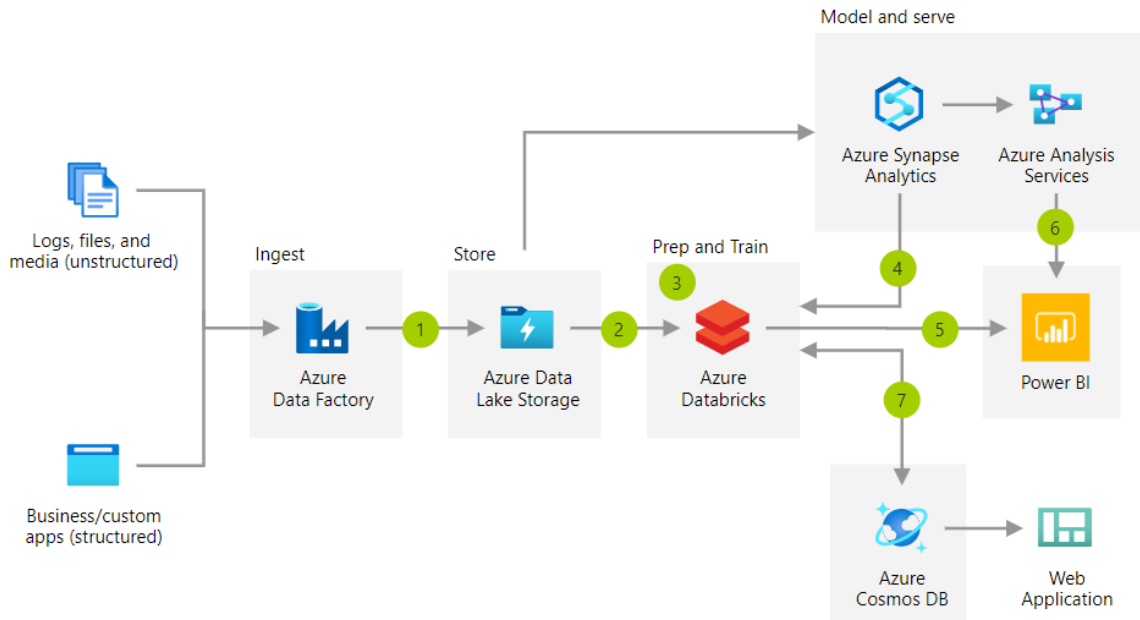 Model and serve
Azure Synapse
Analytics
Azure Analysis
Services
Logs, files, and
media (unstructured)
Ingest
Store
Prep and Train
4
6
3
1
2
5
Azure
Data Factory
Azure Data
Lake Storage
Azure
Databricks
Power BI
7
Business/custom
apps (structured)
Azure
Cosmos DB
Web
Application